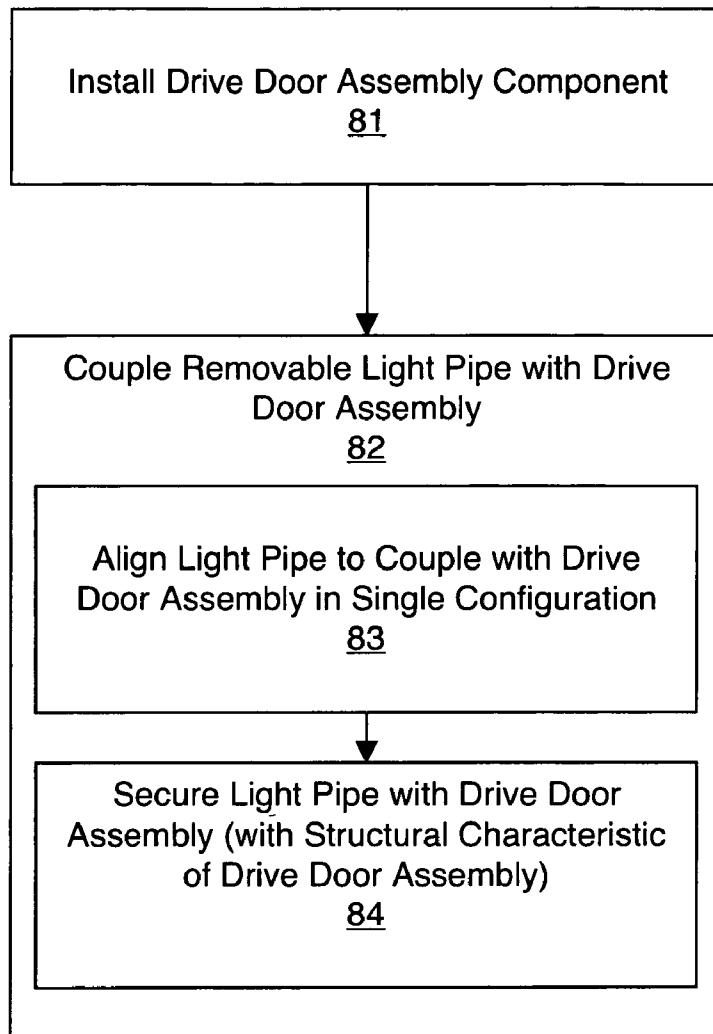 Install Drive Door Assembly Component
81
Couple Removable Light Pipe with Drive
Door Assembly
82
Align Light Pipe to Couple with Drive
Door Assembly in Single Configuration
83
Secure Light Pipe with Drive Door
Assembly (with Structural Characteristic
of Drive Door Assembly)
84